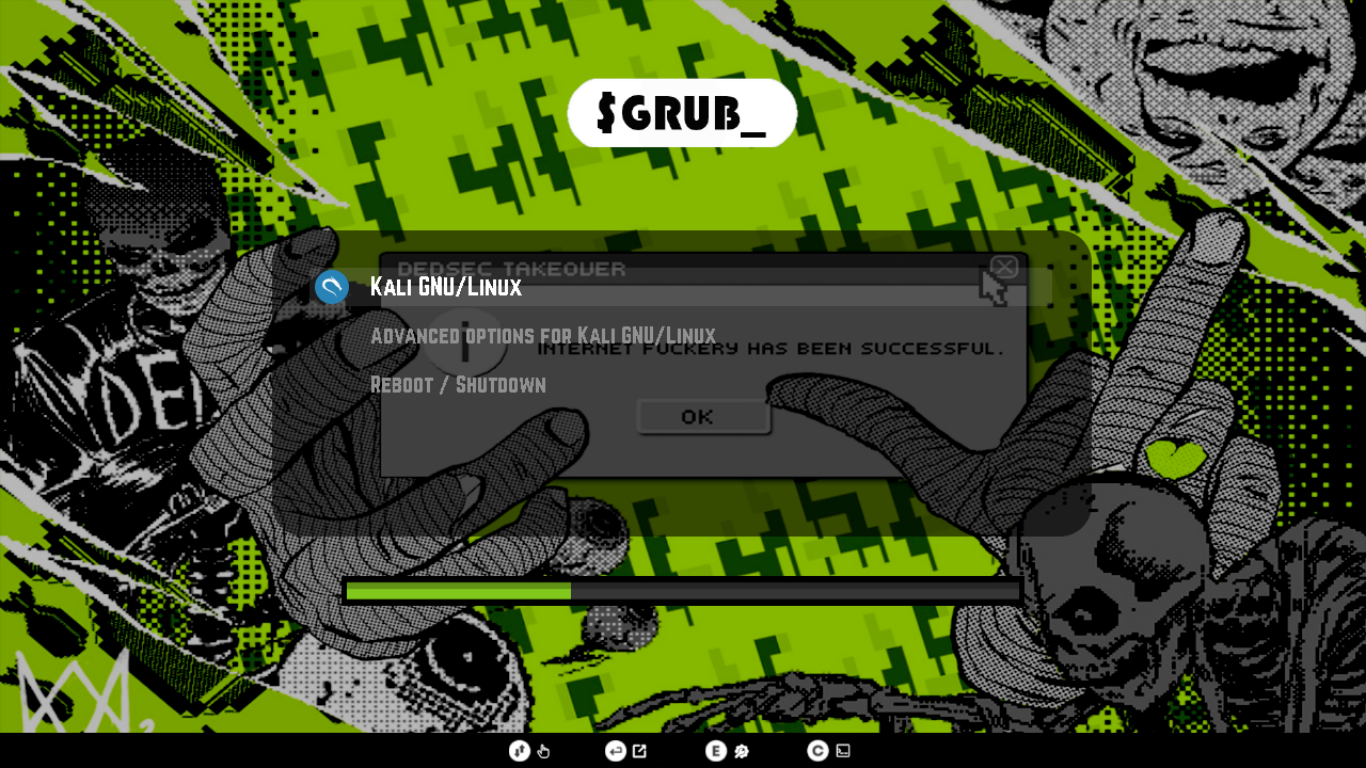 $GRUB_
DEDSEC TAKEOVER
Kali GNU/Linux
Advanced options for Kali GNU/Linux
INTERNET FUCKERY HAS BEEN SUCCESSFUL.
Reboot / Shutdown
OK
DE
E
C